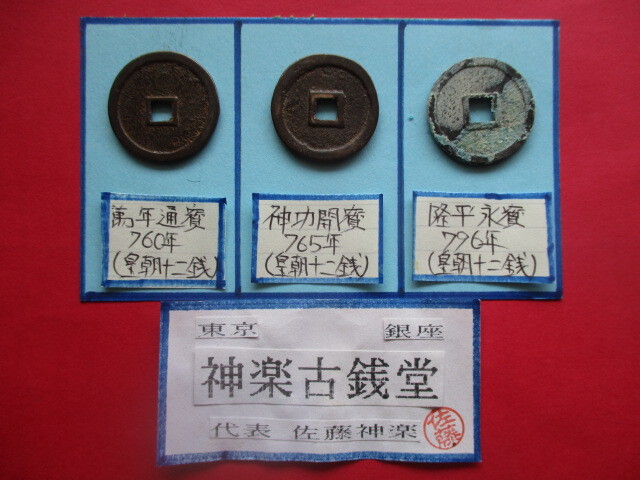 萬年通寳
760年
(皇朝十二銭)
神功開寳
765年
(皇朝十二銭)
隆平永寳
796年
(皇朝十二銭)
東京 銀座
神楽古銭堂
代表 佐藤神楽
佐藤